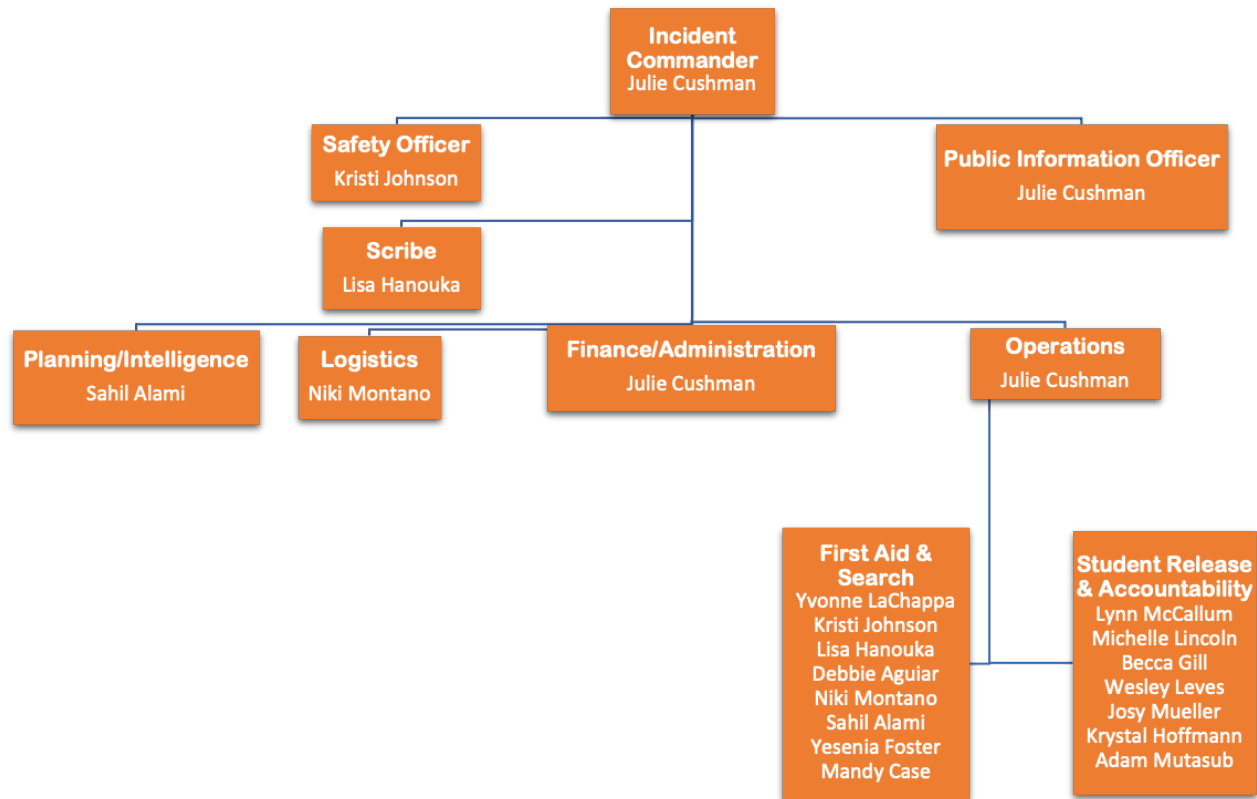 Incident
Commander
Julie Cushman
Safety Officer
Kristi Johnson
Public Information Officer
Julie Cushman
Scribe
Lisa Hanouka
Planning/Intelligence
Sahil Alami
Logistics
Niki Montano
Finance/Administration
Julie Cushman
Operations
Julie Cushman
First Aid &
Search
Yvonne LaChappa
Kristi Johnson
Lisa Hanouka
Debbie Aguiar
Niki Montano
Sahil Alami
Yesenia Foster
Mandy Case
Student Release
& Accountability
Lynn McCallum
Michelle Lincoln
Becca Gill
Wesley Leves
Josy Mueller
Krystal Hoffmann
Adam Mutasub